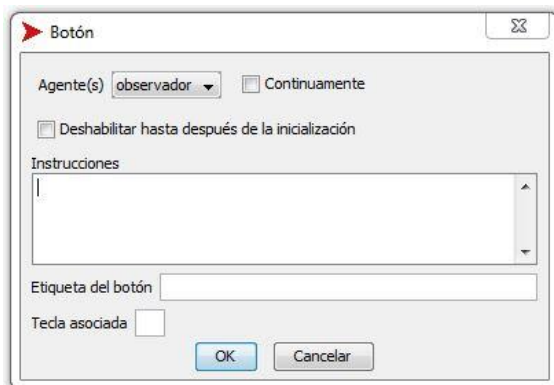 Botón
Agente(s) observador Continuamente
Deshabilitar hasta después de la inicialización
Instrucciones
Etiqueta del botón
Tecla asociada
OK Cancelar